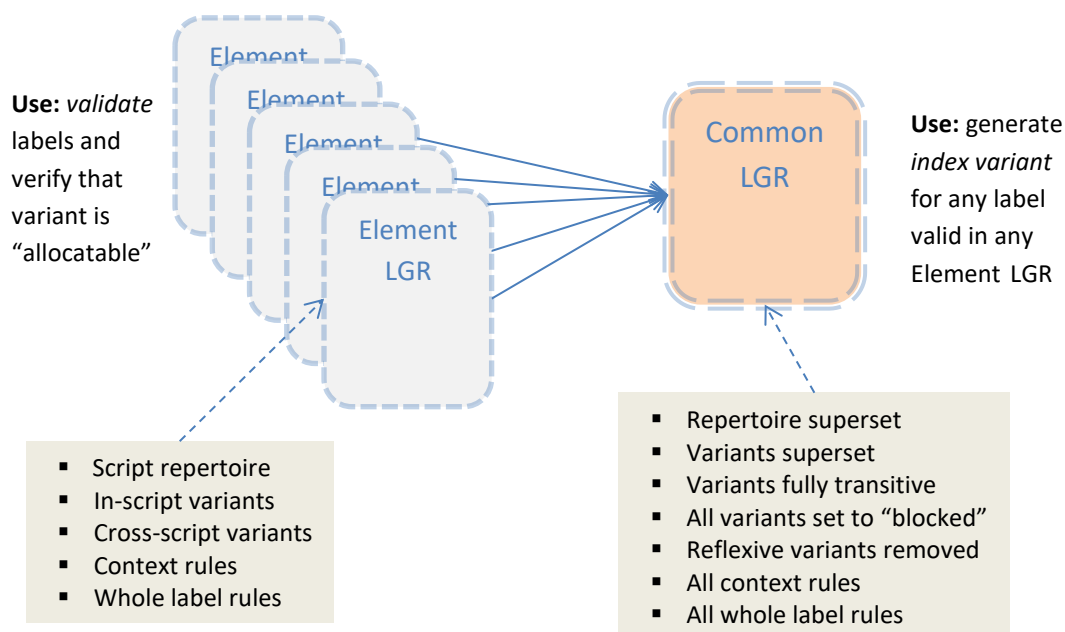 Element
Element
Element
Element
Element
LGR
Use: validate
labels and
verify that
variant is
“allocatable”
Common
LGR
Use: generate
index variant
for any label
valid in any
Element LGR
▪ Script repertoire
▪ In-script variants
▪ Cross-script variants
▪ Context rules
▪ Whole label rules
▪ Repertoire superset
▪ Variants superset
▪ Variants fully transitive
▪ All variants set to “blocked”
▪ Reflexive variants removed
▪ All context rules
▪ All whole label rules